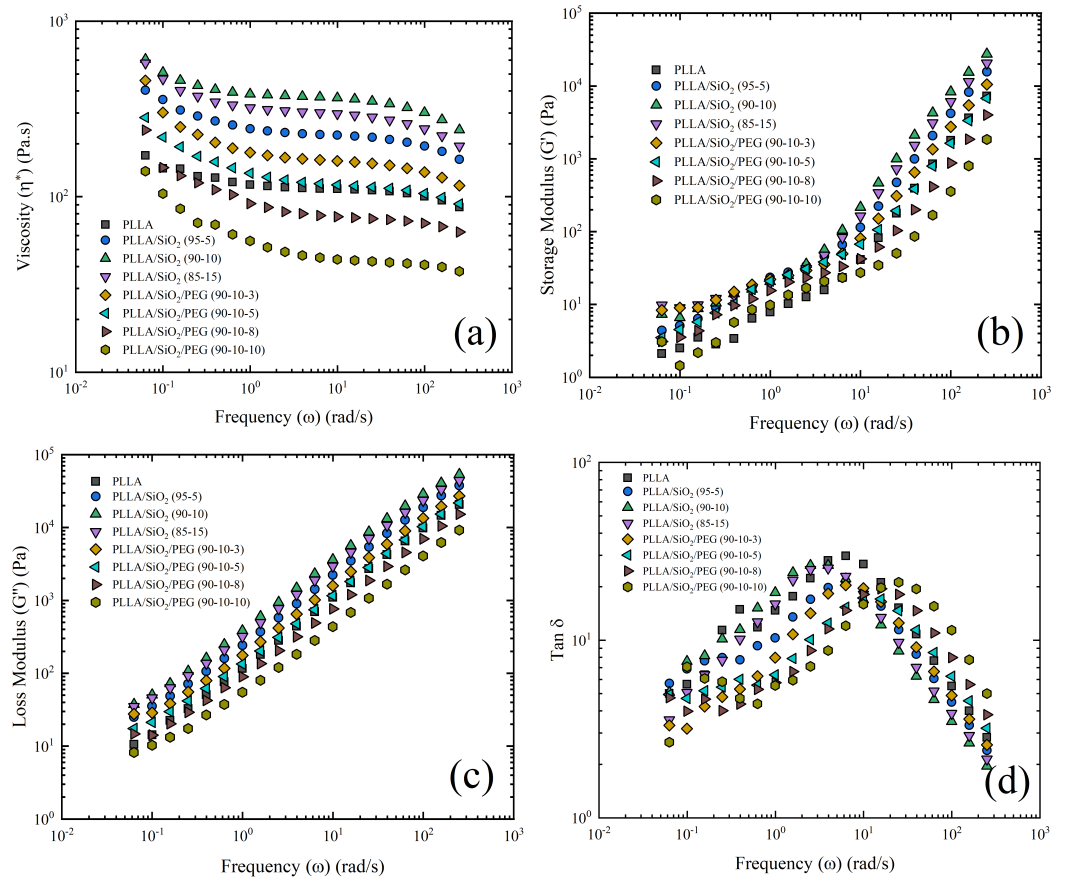 10³
10²
10¹
Viscosity (η*) (Pa.s)
PLLA
PLLA/SiO₂ (95-5)
PLLA/SiO₂ (90-10)
PLLA/SiO₂ (85-15)
PLLA/SiO₂/PEG (90-10-3)
PLLA/SiO₂/PEG (90-10-5)
PLLA/SiO₂/PEG (90-10-8)
PLLA/SiO₂/PEG (90-10-10)
(a)
10⁻² 10⁻¹ 10⁰ 10¹ 10² 10³
Frequency (ω) (rad/s)
10⁵
10⁴
10³
10²
10¹
10⁰
Storage Modulus (G') (Pa)
PLLA
PLLA/SiO₂ (95-5)
PLLA/SiO₂ (90-10)
PLLA/SiO₂ (85-15)
PLLA/SiO₂/PEG (90-10-3)
PLLA/SiO₂/PEG (90-10-5)
PLLA/SiO₂/PEG (90-10-8)
PLLA/SiO₂/PEG (90-10-10)
(b)
10⁻² 10⁻¹ 10⁰ 10¹ 10² 10³
Frequency (ω) (rad/s)
10⁵
10⁴
10³
10²
10¹
10⁰
Loss Modulus (G'') (Pa)
PLLA
PLLA/SiO₂ (95-5)
PLLA/SiO₂ (90-10)
PLLA/SiO₂ (85-15)
PLLA/SiO₂/PEG (90-10-3)
PLLA/SiO₂/PEG (90-10-5)
PLLA/SiO₂/PEG (90-10-8)
PLLA/SiO₂/PEG (90-10-10)
(c)
10⁻² 10⁻¹ 10⁰ 10¹ 10² 10³
Frequency (ω) (rad/s)
10²
10¹
10⁰
Tan δ
PLLA
PLLA/SiO₂ (95-5)
PLLA/SiO₂ (90-10)
PLLA/SiO₂ (85-15)
PLLA/SiO₂/PEG (90-10-3)
PLLA/SiO₂/PEG (90-10-5)
PLLA/SiO₂/PEG (90-10-8)
PLLA/SiO₂/PEG (90-10-10)
(d)
10⁻² 10⁻¹ 10⁰ 10¹ 10² 10³
Frequency (ω) (rad/s)